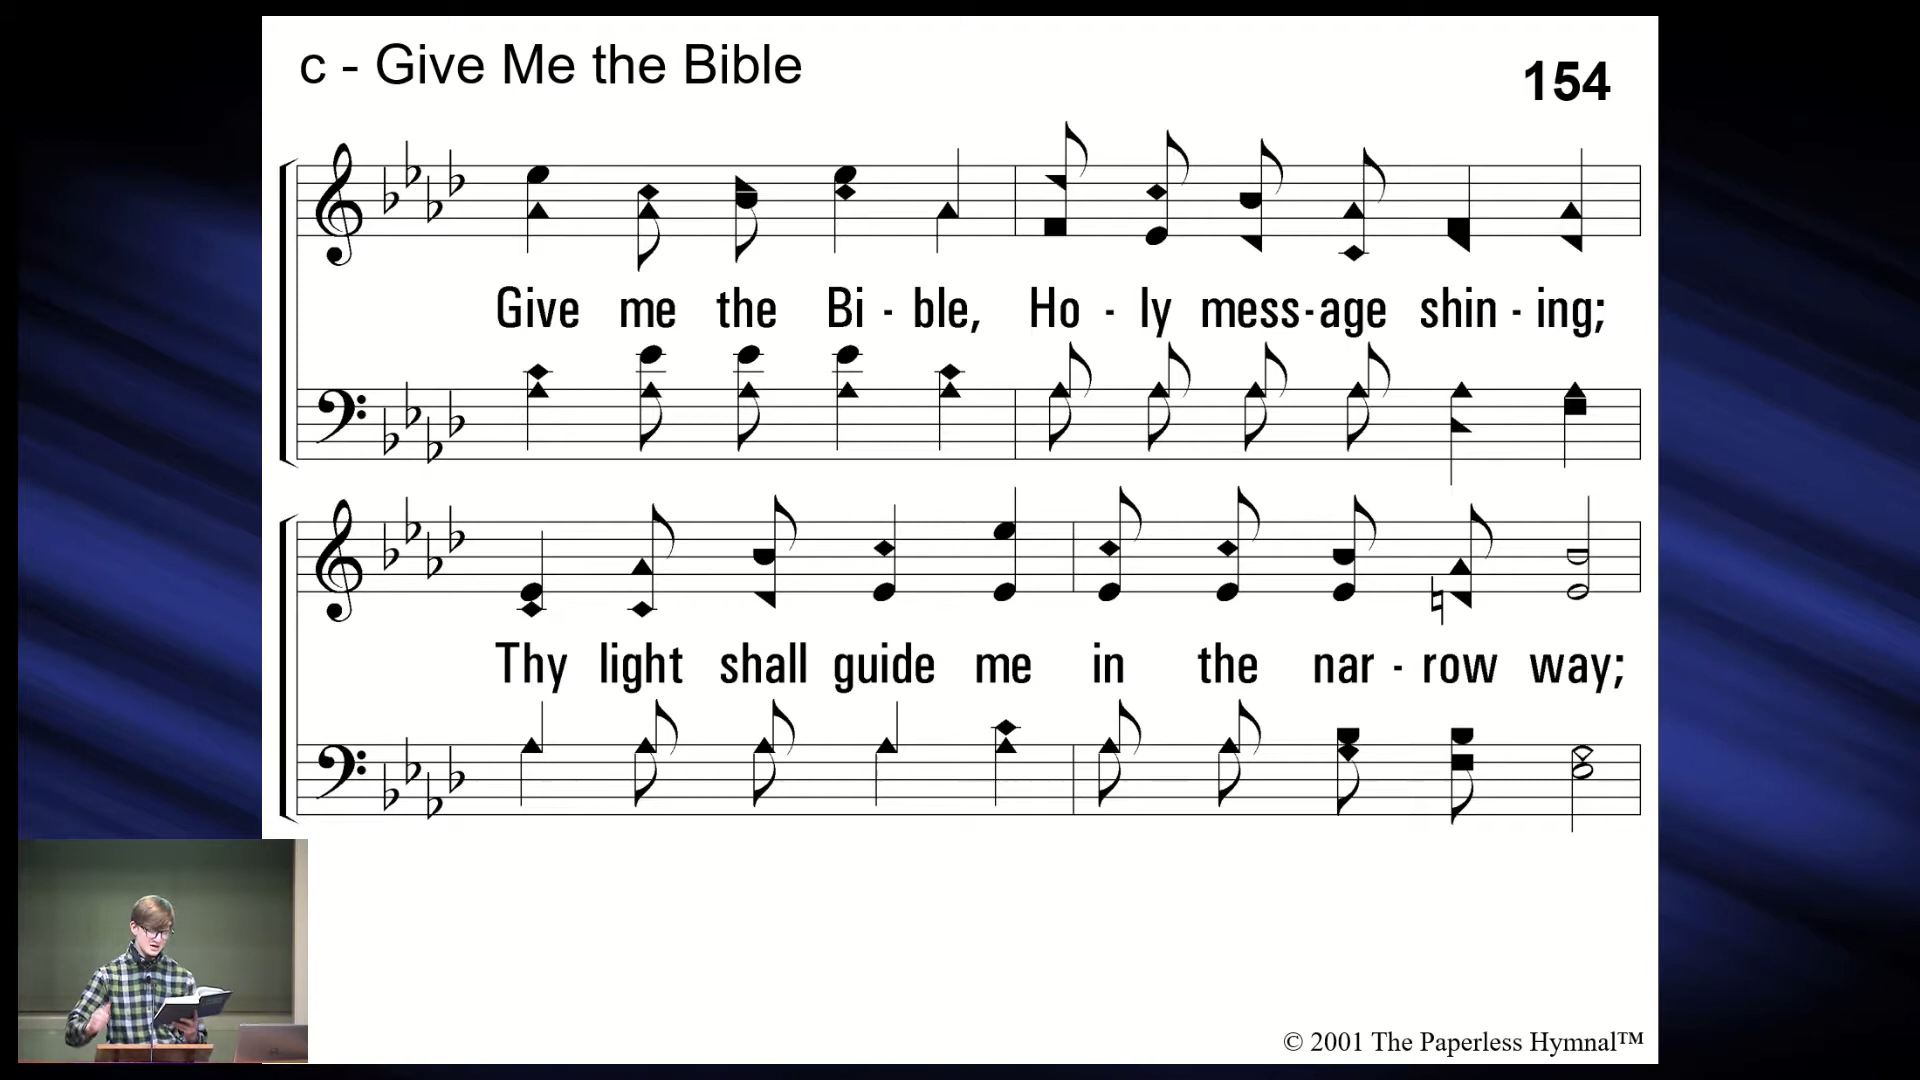 c - Give Me the Bible
154
Give me the Bi - ble, Ho - ly mess-age shin - ing;
Thy light shall guide me in the nar - row way;
© 2001 The Paperless Hymnal™